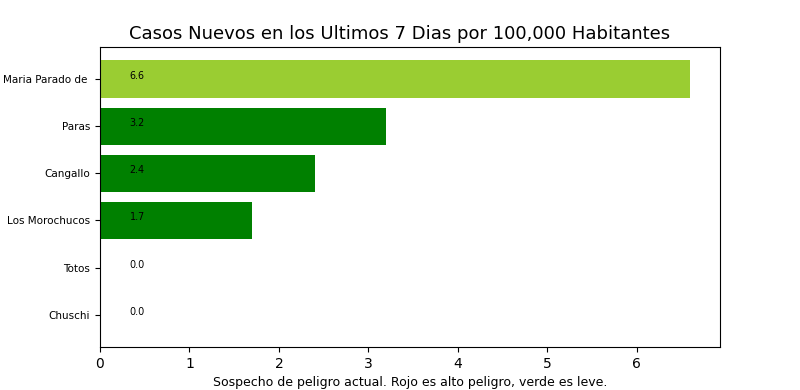 Casos Nuevos en los Ultimos 7 Dias por 100,000 Habitantes
Maria Parado de
6.6
Paras
3.2
Cangallo
2.4
Los Morochucos
1.7
Totos
0.0
Chuschi
0.0
0 1 2 3 4 5 6
Sospecho de peligro actual. Rojo es alto peligro, verde es leve.